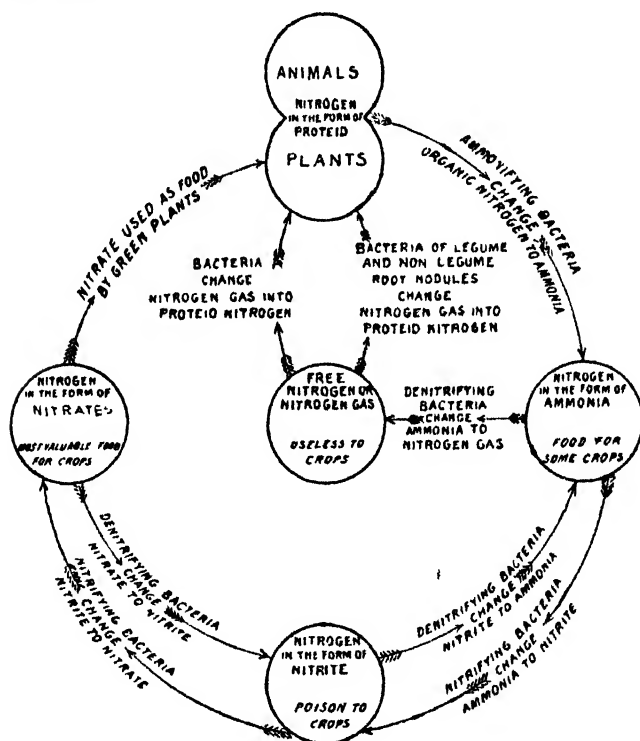 ANIMALS
NITROGEN
IN THE FORM OF
PROTEID
PLANTS
NITRATE USED AS FOOD
BY GREEN PLANTS
AMMONIFYING BACTERIA
CHANGE
ORGANIC NITROGEN TO AMMONIA
BACTERIA
CHANGE
NITROGEN GAS INTO
PROTEID NITROGEN
BACTERIA OF LEGUME
AND NON LEGUME
ROOT NODULES
CHANGE
NITROGEN GAS INTO
PROTEID NITROGEN
NITROGEN
IN THE FORM OF
NITRATES
MOST VALUABLE FOOD
FOR CROPS
FREE
NITROGEN OR
NITROGEN GAS
USELESS TO
CROPS
DENITRIFYING
BACTERIA
CHANGE
AMMONIA TO
NITROGEN GAS
NITROGEN
IN THE FORM OF
AMMONIA
FOOD FOR
SOME CROPS
DENITRIFYING BACTERIA
CHANGE
NITRATE TO NITRITE
NITRIFYING BACTERIA
CHANGE
NITRITE TO NITRATE
NITROGEN
IN THE FORM OF
NITRITE
POISON TO
CROPS
DENITRIFYING BACTERIA
CHANGE
NITRITE TO AMMONIA
NITRIFYING BACTERIA
CHANGE
AMMONIA TO NITRITE